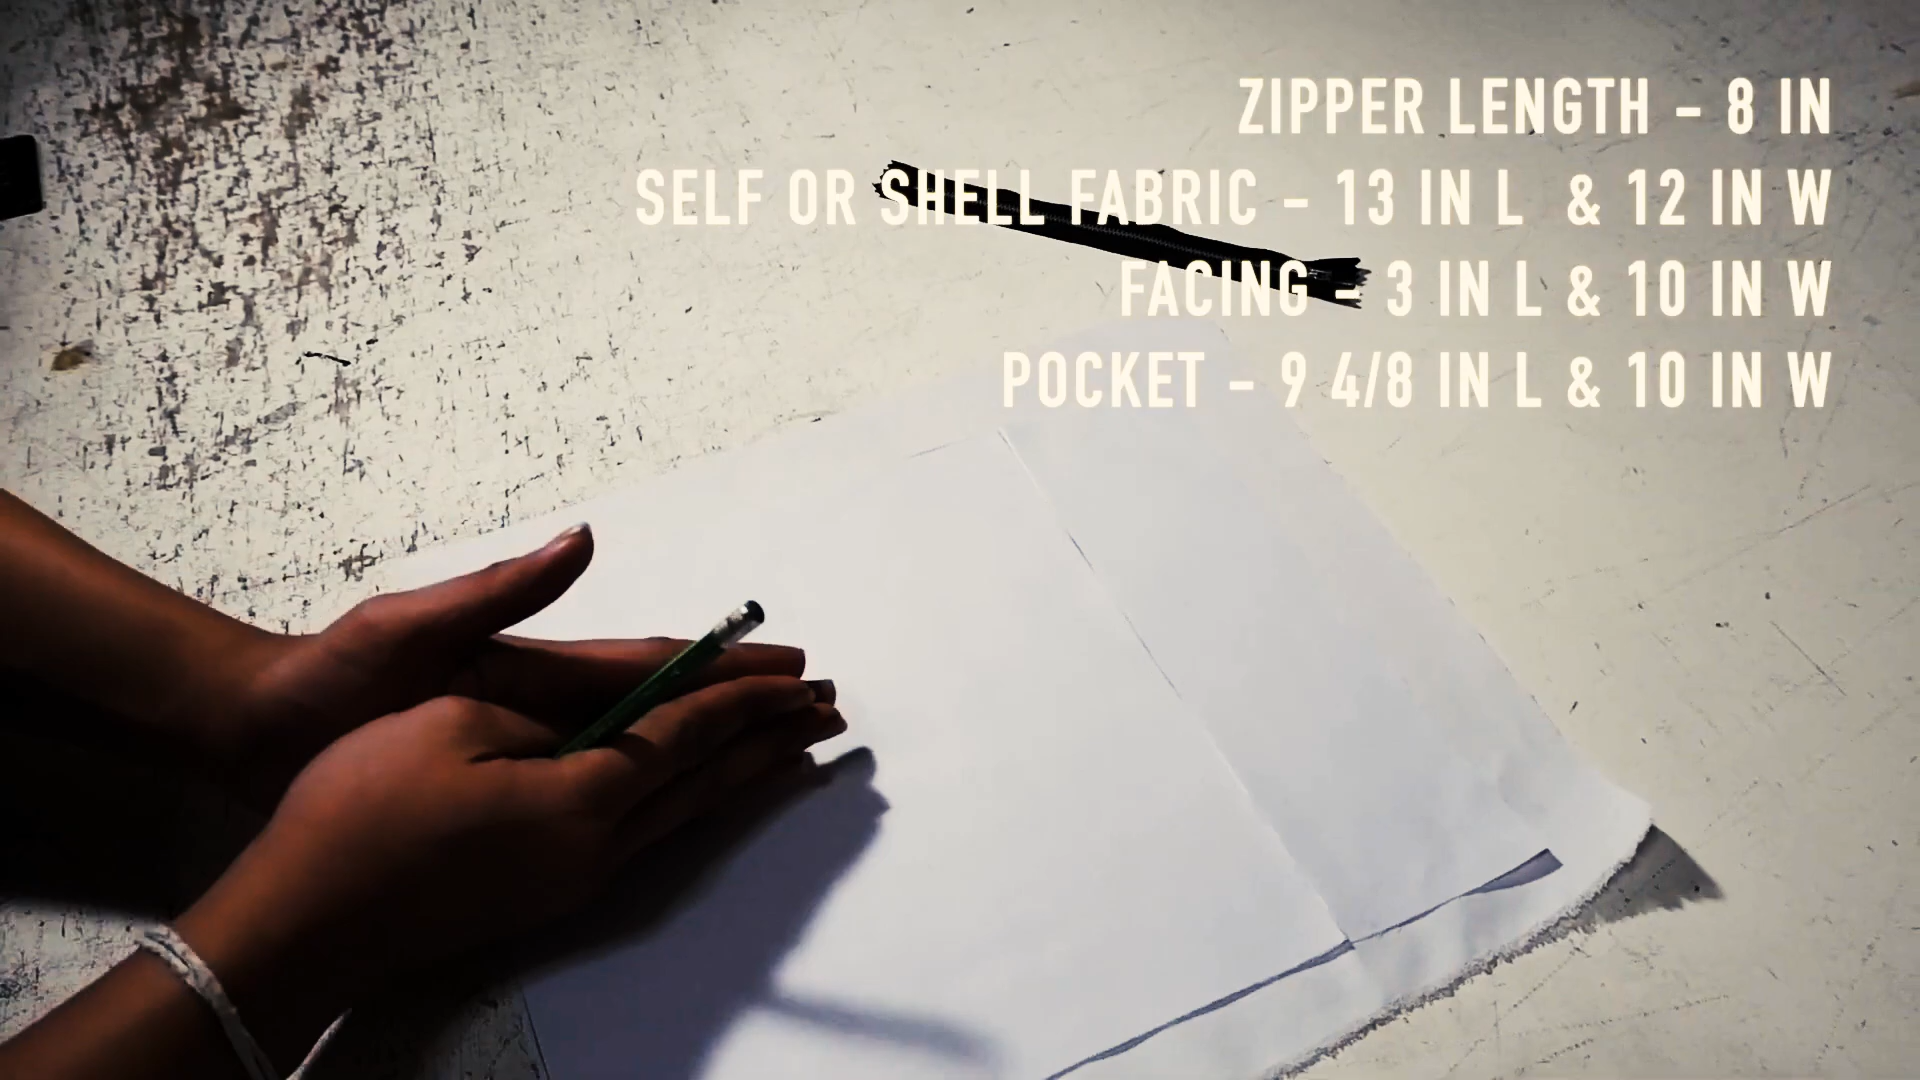 ZIPPER LENGTH - 8 IN
SELF OR SHELL FABRIC - 13 IN L & 12 IN W
FACING - 3 IN L & 10 IN W
POCKET - 9 4/8 IN L & 10 IN W